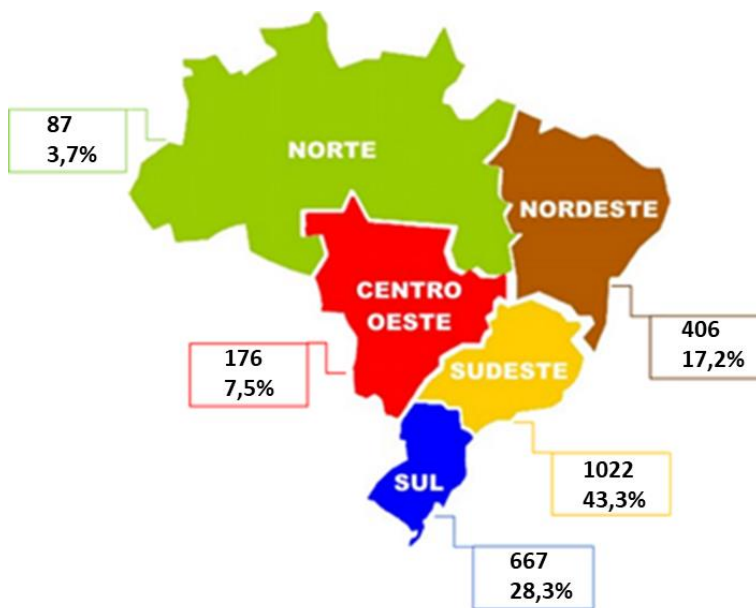 87
3,7%
NORTE
NORDESTE
CENTRO
OESTE
406
17,2%
176
7,5%
SUDESTE
1022
43,3%
SUL
667
28,3%